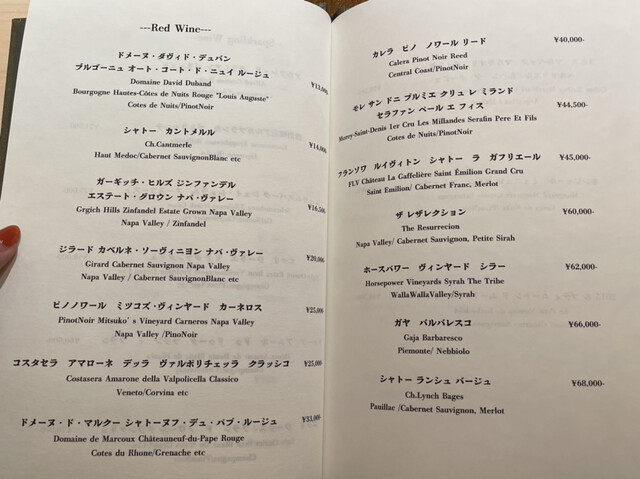 ---Red Wine---
ドメーヌ・ダヴィド・デュバン
ブルゴーニュ オート・コート・ド・ニュイ ルージュ ¥13,000
Domaine David Duband
Bourgogne Hautes-Côtes de Nuits Rouge "Louis Auguste"
Cotes de Nuits/PinotNoir
シャトー カントメルル ¥14,000
Ch.Cantmerle
Haut Medoc/Cabernet SauvignonBlanc etc
ガーギッチ・ヒルズ ジンファンデル
エステート・グロウン ナパ・ヴァレー ¥16,500
Grgich Hills Zinfandel Estate Grown Napa Valley
Napa Valley / Zinfandel
ジラード カベルネ・ソーヴィニヨン ナパ・ヴァレー ¥20,000
Girard Cabernet Sauvignon Napa Valley
Napa Valley / Cabernet SauvignonBlanc etc
ピノノワール ミツコズ・ヴィンヤード カーネロス ¥25,000
PinotNoir Mitsuko's Vineyard Carneros Napa Valley
Napa Valley /PinoNoir
コスタセラ アマローネ デッラ ヴァルポリチェッラ クラッシコ ¥25,000
Costasera Amarone della Valpolicella Classico
Veneto/Corvina etc
ドメーヌ・ド・マルクー シャトーヌフ・デュ・パプ・ルージュ ¥33,000
Domaine de Marcoux Châteauneuf-du-Pape Rouge
Cotes du Rhone/Grenache etc
カレラ ピノ ノワール リード ¥40,000-
Calera Pinot Noir Reed
Central Coast/PinotNoir
モレ サン ドニ プルミエ クリュ レ ミランド ¥44,500-
セラファン ペール エ フィス
Morey-Saint-Denis 1er Cru Les Millandes Serafin Pere Et Fils
Cotes de Nuits/PinotNoir
フランソワ ルイヴィトン シャトー ラ ガフリエール ¥45,000-
FLV Château La Gaffelière Saint Émilion Grand Cru
Saint Emilion/ Cabernet Franc, Merlot
ザ レザレクション ¥60,000-
The Resurrecion
Napa Valley/ Cabernet Sauvignon, Petite Sirah
ホースパワー ヴィンヤード シラー ¥62,000-
Horsepower Vineyards Syrah The Tribe
WallaWallaValley/Syrah
ガヤ バルバレスコ ¥66,000-
Gaja Barbaresco
Piemonte/ Nebbiolo
シャトー ランシュ バージュ ¥68,000-
Ch.Lynch Bages
Pauillac /Cabernet Sauvignon, Merlot